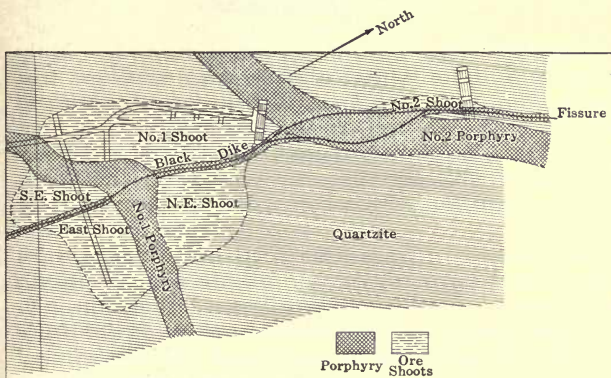 North
No.2 Shoot
Fissure
No.1 Shoot
No.2 Porphyry
Black Dike
S.E. Shoot
N.E. Shoot
East Shoot
No.1 Porphyry
Quartzite
Porphyry
Ore
Shoots